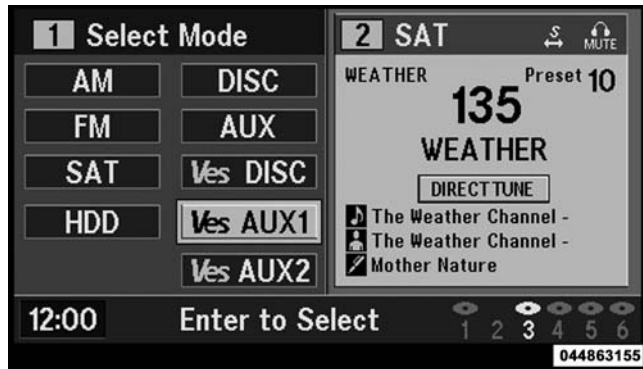 1 Select Mode
AM DISC
FM AUX
SAT Ves DISC
HDD Ves AUX1
Ves AUX2
2 SAT S MUTE
WEATHER Preset 10
135
WEATHER
DIRECT TUNE
The Weather Channel -
The Weather Channel -
Mother Nature
12:00 Enter to Select 1 2 3 4 5 6
044863155